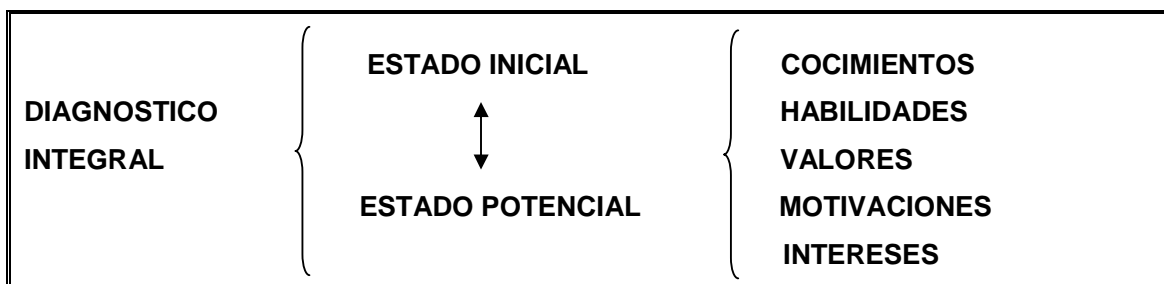 DIAGNOSTICO
INTEGRAL
ESTADO INICIAL
ESTADO POTENCIAL
COCIMIENTOS
HABILIDADES
VALORES
MOTIVACIONES
INTERESES